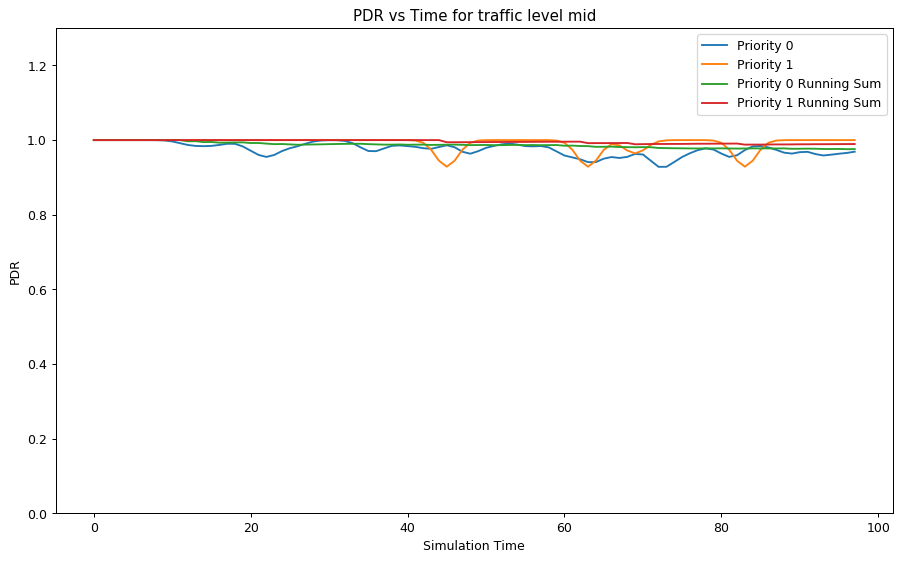 PDR vs Time for traffic level mid
Priority 0
Priority 1
Priority 0 Running Sum
Priority 1 Running Sum
1.2
1.0
0.8
0.6
0.4
0.2
0.0
PDR
0 20 40 60 80 100
Simulation Time